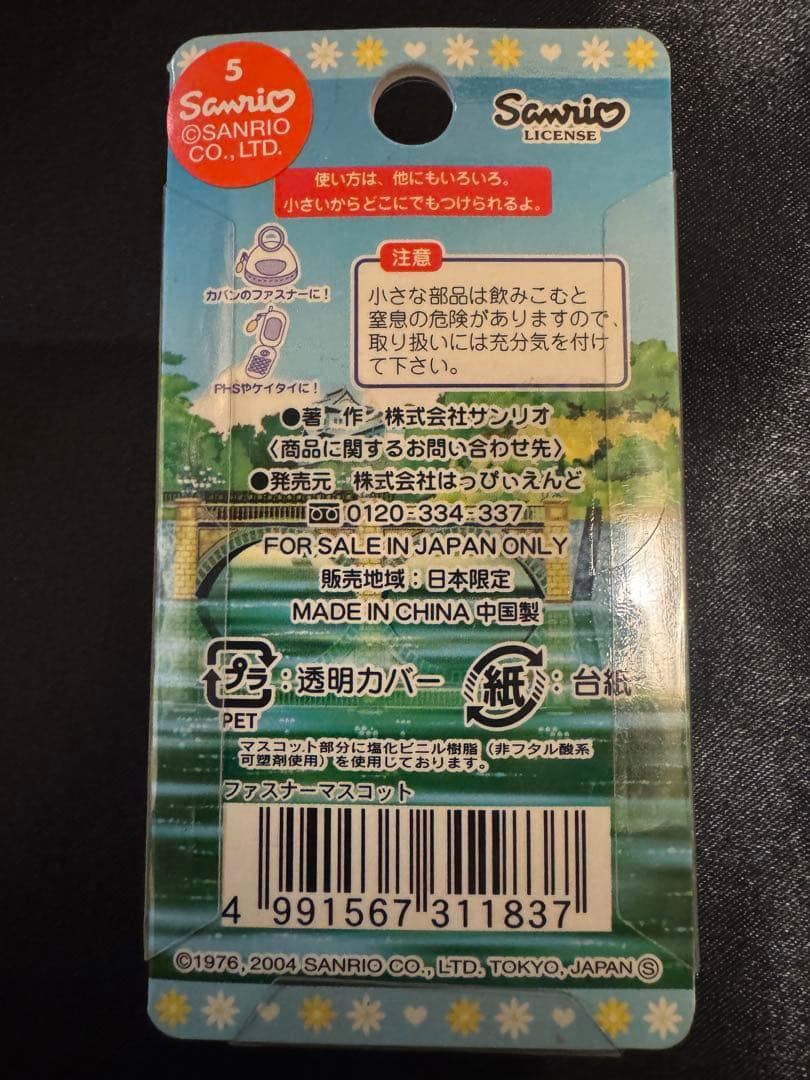 5
Sanrio
©SANRIO
CO.,LTD.
Sanrio
LICENSE
使い方は、他にもいろいろ。
小さいからどこにでもつけられるよ。
カバンのファスナーに!
PHSやケイタイに!
注意
小さな部品は飲みこむと
窒息の危険がありますので、
取り扱いには充分気を付け
て下さい。
●著 作 株式会社サンリオ
〈商品に関するお問い合わせ先〉
●発売元 株式会社はっぴぃえんど
0120-334-337
FOR SALE IN JAPAN ONLY
販売地域:日本限定
MADE IN CHINA 中国製
プラ:透明カバー
PET
紙:台紙
マスコット部分に塩化ビニル樹脂(非フタル酸系
可塑剤使用)を使用しております。
ファスナーマスコット
4 991567 311837
©1976, 2004 SANRIO CO., LTD. TOKYO, JAPAN Ⓢ